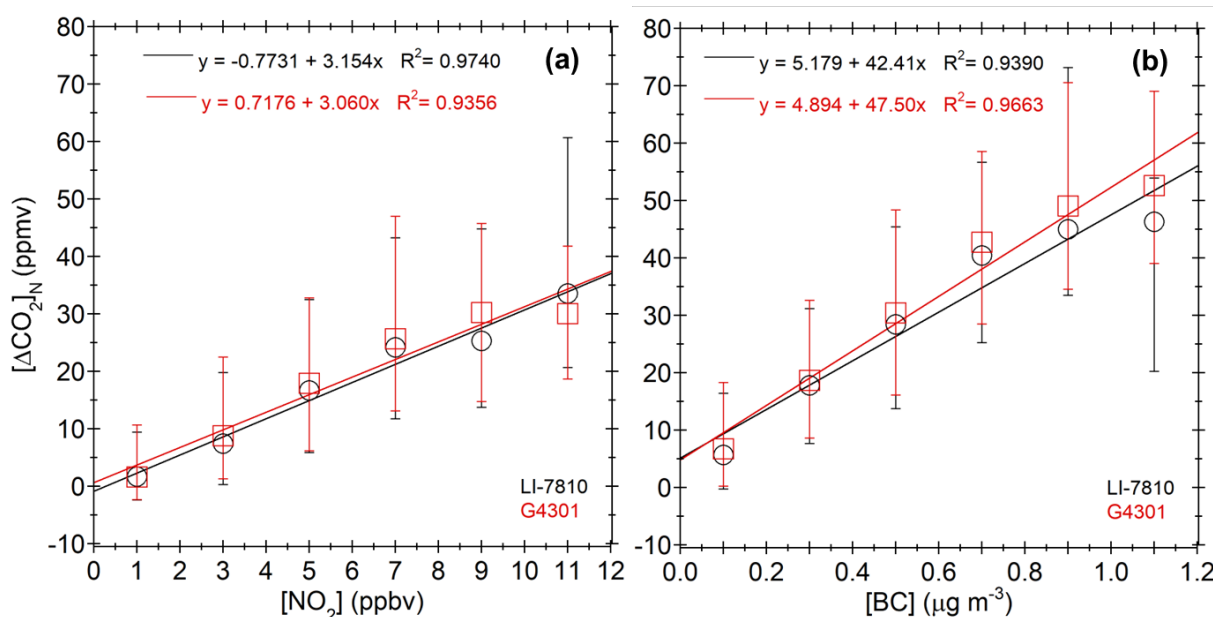 80
70
60
50
40
30
20
10
0
-10
[ΔCO₂]N (ppmv)
y = -0.7731 + 3.154x R²= 0.9740
(a)
y = 0.7176 + 3.060x R²= 0.9356
LI-7810
G4301
0 1 2 3 4 5 6 7 8 9 10 11 12
[NO₂] (ppbv)
80
70
60
50
40
30
20
10
0
-10
y = 5.179 + 42.41x R²= 0.9390
(b)
y = 4.894 + 47.50x R²= 0.9663
LI-7810
G4301
0.0 0.2 0.4 0.6 0.8 1.0 1.2
[BC] (μg m⁻³)